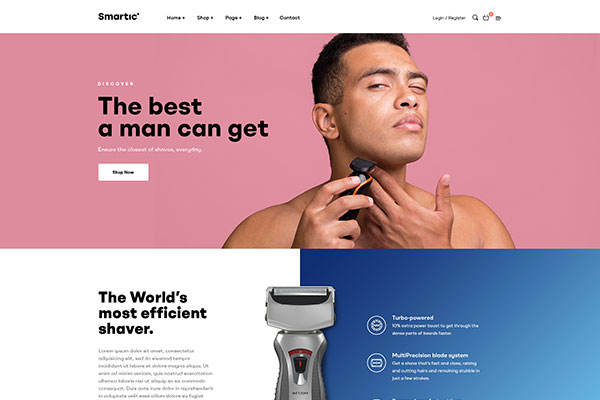 Smartic
Home Shop Page Blog Contact
Login / Register
DISCOVER
The best
a man can get
Ensure the closest of shaves, everyday.
Shop Now
The World's
most efficient
shaver.
Lorem ipsum dolor sit amet, consectetur
adipiscing elit, sed do eiusmod tempor
incididunt ut labore et dolore magna aliqua. Ut
enim ad minim veniam, quis nostrud exercitation
ullamco laboris nisi ut aliquip ex ea commodo
consequat. Duis aute irure dolor in reprehenderit
in voluptate velit esse cillum dolore eu fugiat
Turbo-powered
10% extra power boost to get through the
dense parts of beards faster.
MultiPrecision blade system
Get a shave that's fast and close, raising
and cutting hairs and remaining stubble in
just a few strokes.